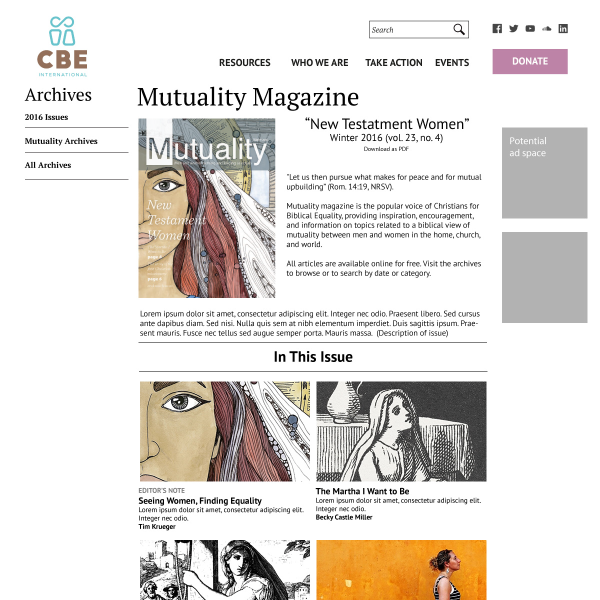 CBE
INTERNATIONAL
Search
RESOURCES
WHO WE ARE
TAKE ACTION
EVENTS
DONATE
Archives
2016 Issues
Mutuality Archives
All Archives
Mutuality Magazine
Mutuality
New
Testament
Women
“New Testatment Women”
Winter 2016 (vol. 23, no. 4)
Download as PDF
"Let us then pursue what makes for peace and for mutual
upbuilding" (Rom. 14:19, NRSV).
Mutuality magazine is the popular voice of Christians for
Biblical Equality, providing inspiration, encouragement,
and information on topics related to a biblical view of
mutuality between men and women in the home, church,
and world.
All articles are available online for free. Visit the archives
to browse or to search by date or category.
Potential
ad space
Lorem ipsum dolor sit amet, consectetur adipiscing elit. Integer nec odio. Praesent libero. Sed cursus
ante dapibus diam. Sed nisi. Nulla quis sem at nibh elementum imperdiet. Duis sagittis ipsum. Prae-
sent mauris. Fusce nec tellus sed augue semper porta. Mauris massa. (Description of issue)
In This Issue
EDITOR'S NOTE
Seeing Women, Finding Equality
Lorem ipsum dolor sit amet, consectetur adipiscing elit.
Integer nec odio.
Tim Krueger
The Martha I Want to Be
Lorem ipsum dolor sit amet, consectetur adipiscing elit.
Integer nec odio.
Becky Castle Miller